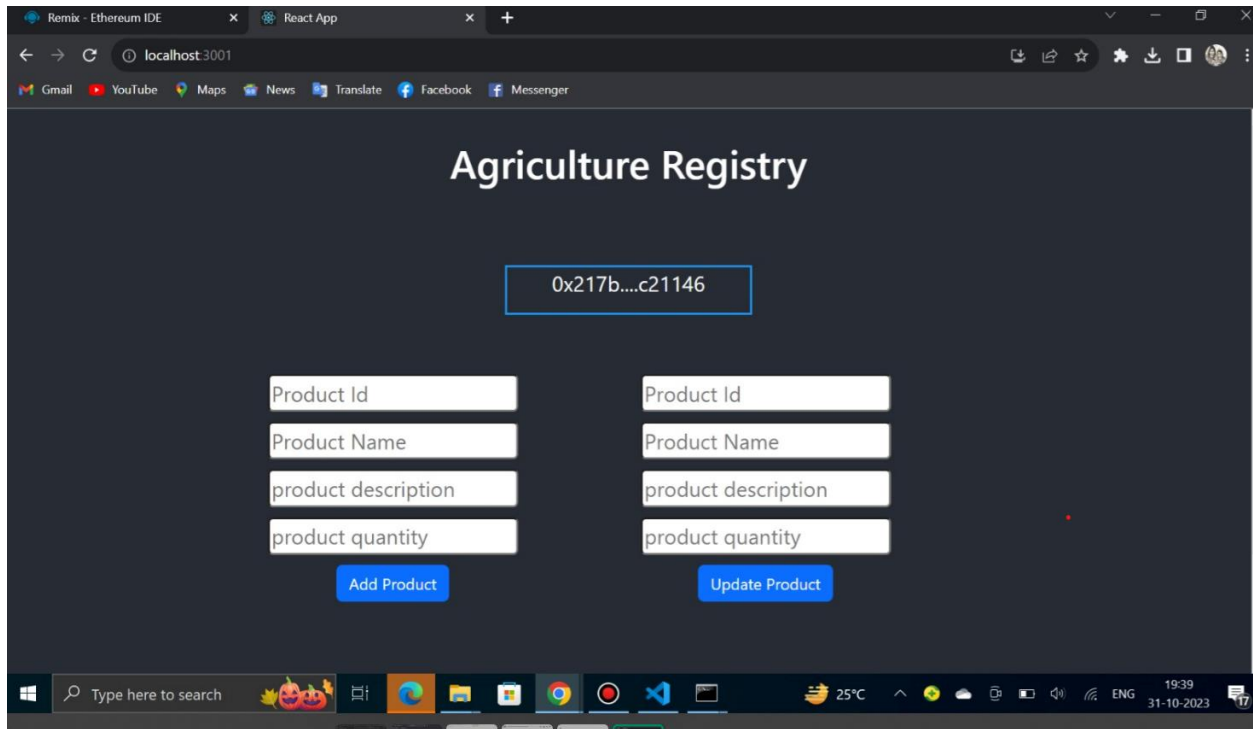 Remix - Ethereum IDE React App
localhost:3001
Gmail YouTube Maps News Translate Facebook Messenger
Agriculture Registry
0x217b....c21146
Product Id Product Id
Product Name Product Name
product description product description
product quantity product quantity
Add Product Update Product
Type here to search 25°C ENG 19:39
31-10-2023 17